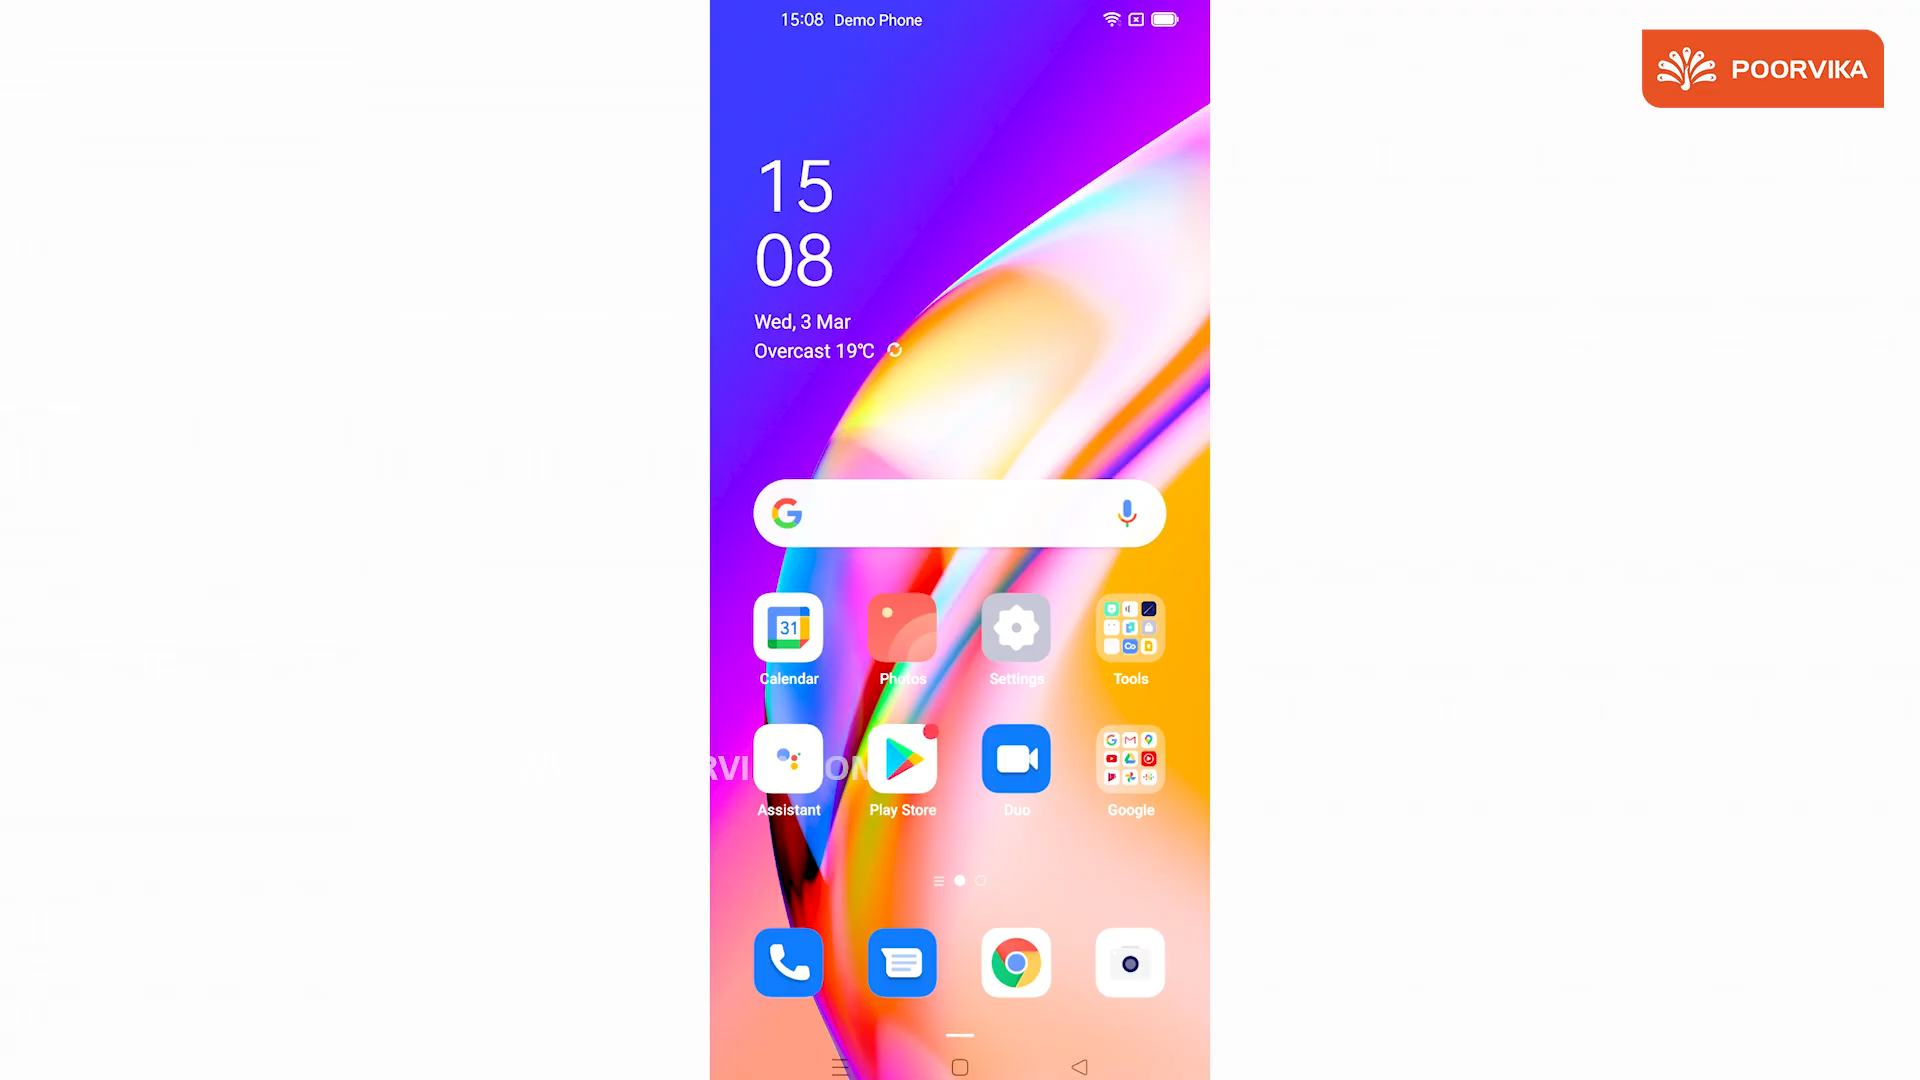 15:08 Demo Phone
POORVIKA
15
08
Wed, 3 Mar
Overcast 19°C
31
Calendar
Photos
Settings
Tools
Assistant
Play Store
Duo
Google